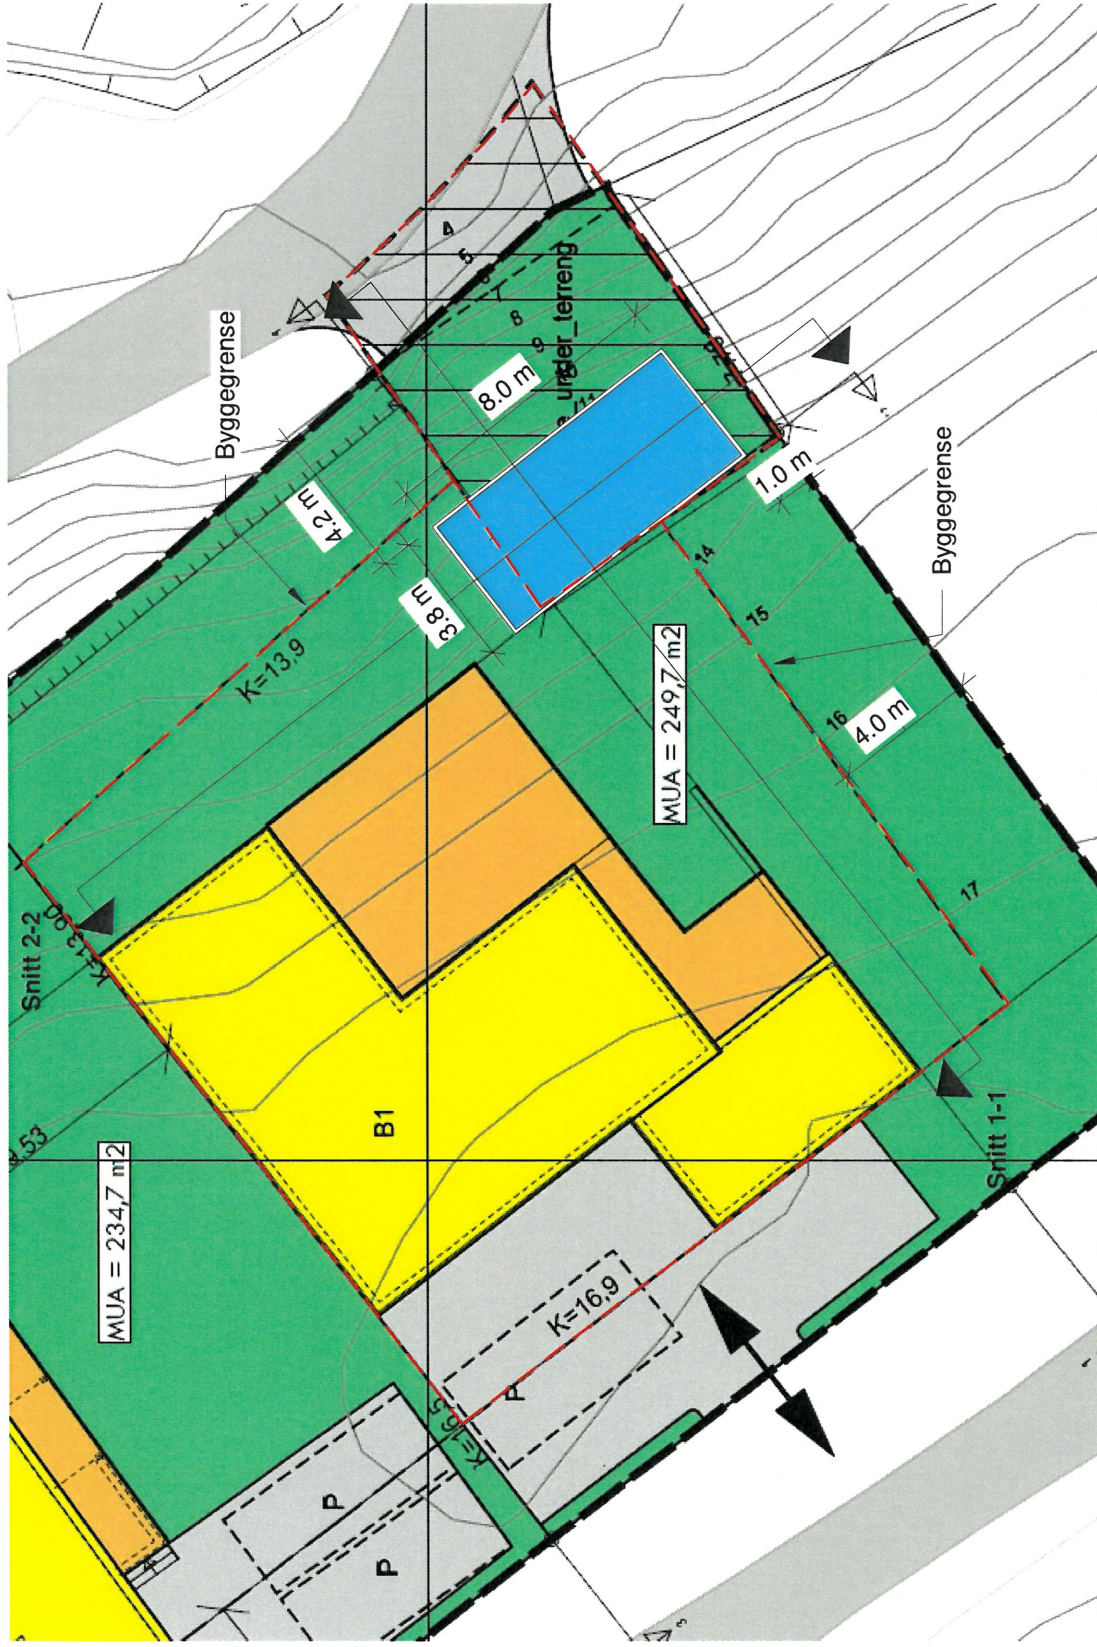 4
5
7
8
9
under_terreng
Byggegrense
8.0 m
4.2 m
1.0 m
3.8 m
K=13,9
14
15
16
17
Byggegrense
MUA = 249,7 m2
4.0 m
Snitt 2-2
B1
MUA = 234,7 m2
Snitt 1-1
K=16,9
P
P
P